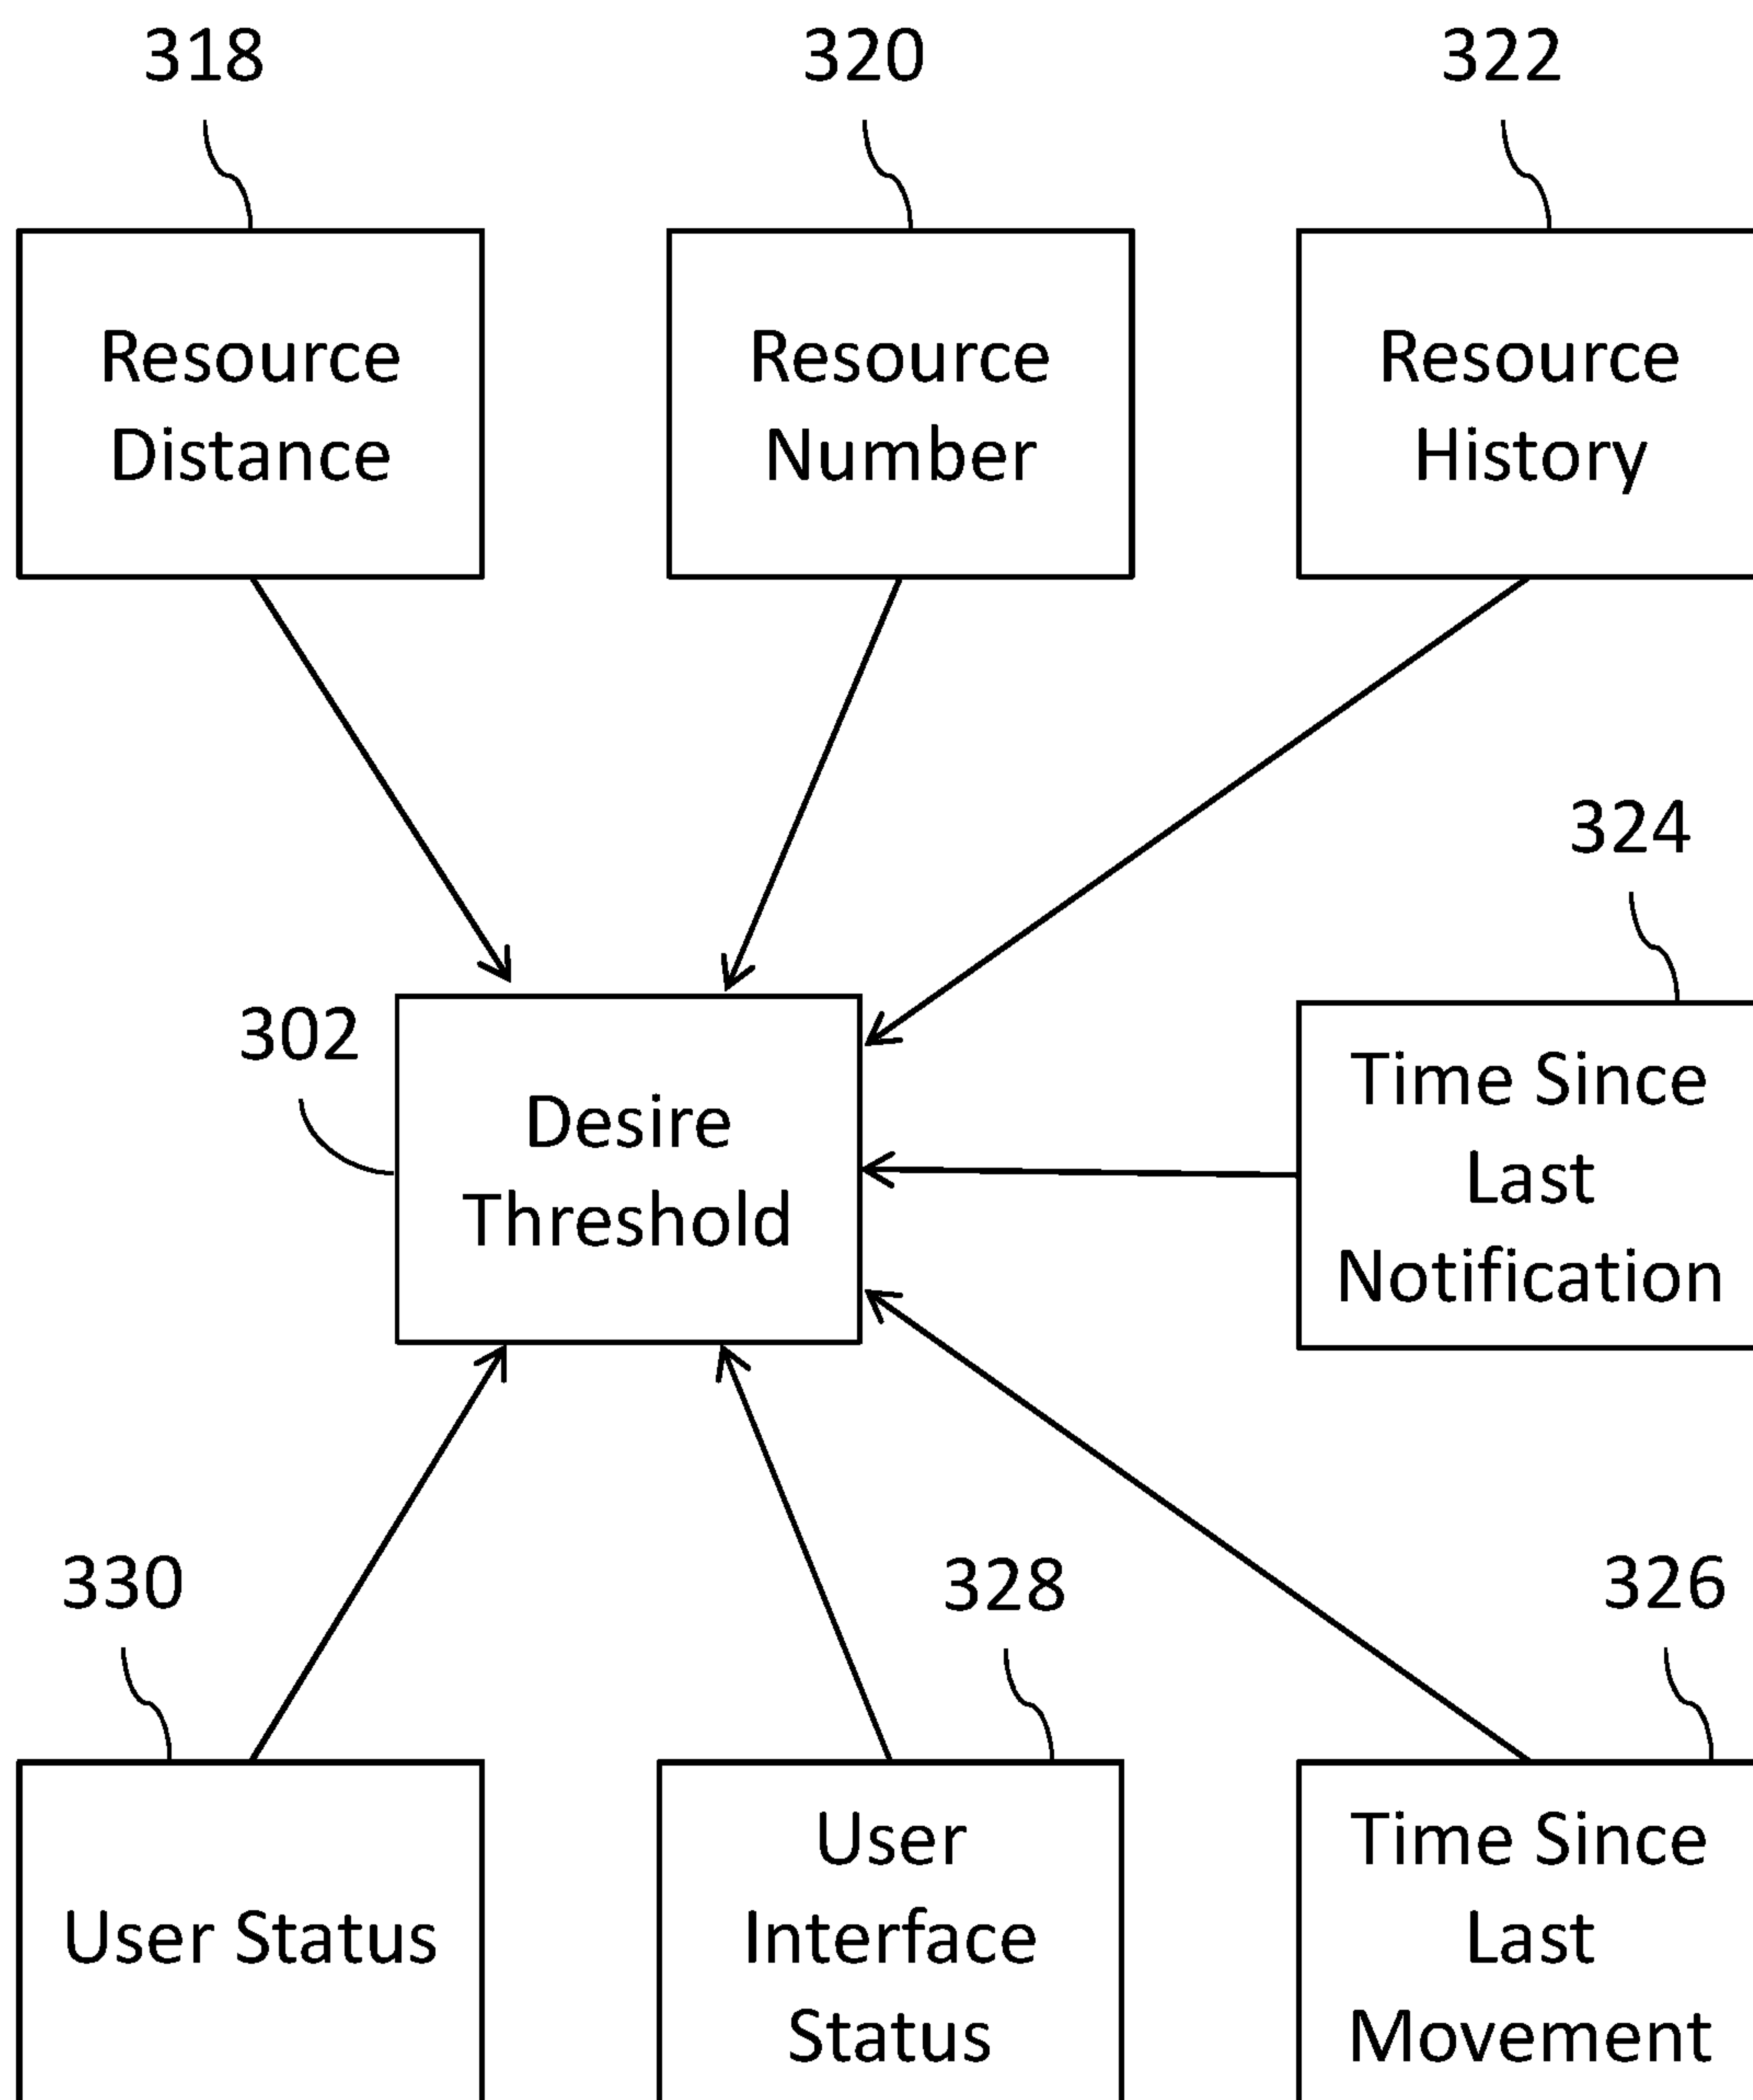 318
320
322
Resource
Distance
Resource
Number
Resource
History
324
302
Desire
Threshold
Time Since
Last
Notification
330
328
326
User Status
User
Interface
Status
Time Since
Last
Movement